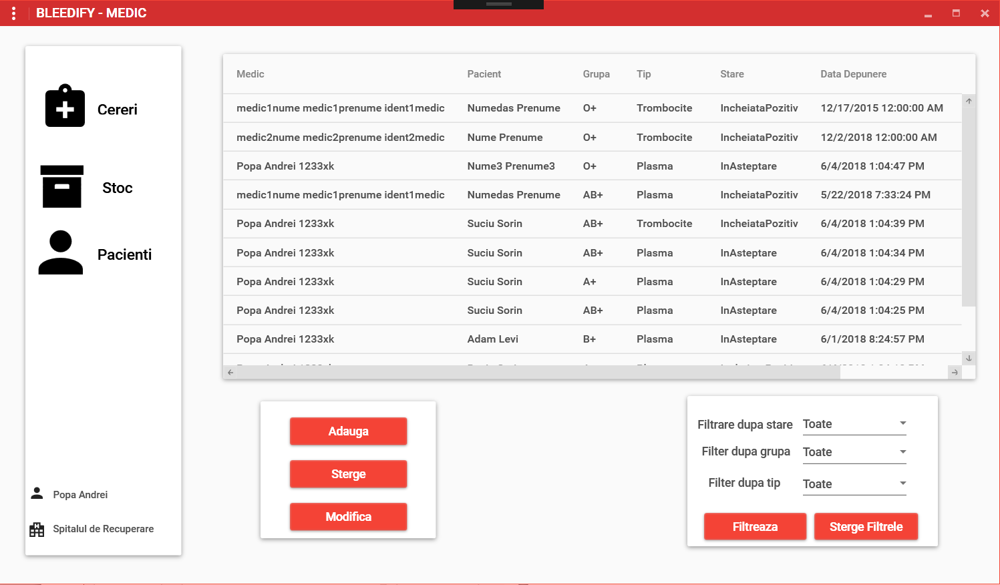 BLEEDIFY - MEDIC
Cereri
Stoc
Pacienti
Popa Andrei
Spitalul de Recuperare
Medic Pacient Grupa Tip Stare Data Depunere
medic1nume medic1prenume ident1medic Numedas Prenume O+ Trombocite IncheiataPozitiv 12/17/2015 12:00:00 AM
medic2nume medic2prenume ident2medic Nume Prenume O+ Trombocite IncheiataPozitiv 12/2/2018 12:00:00 AM
Popa Andrei 1233xk Nume3 Prenume3 O+ Plasma InAsteptare 6/4/2018 1:04:47 PM
medic1nume medic1prenume ident1medic Numedas Prenume AB+ Plasma IncheiataPozitiv 5/22/2018 7:33:24 PM
Popa Andrei 1233xk Suciu Sorin AB+ Trombocite IncheiataPozitiv 6/4/2018 1:04:39 PM
Popa Andrei 1233xk Suciu Sorin AB+ Plasma InAsteptare 6/4/2018 1:04:34 PM
Popa Andrei 1233xk Suciu Sorin A+ Plasma InAsteptare 6/4/2018 1:04:29 PM
Popa Andrei 1233xk Suciu Sorin AB+ Plasma InAsteptare 6/4/2018 1:04:25 PM
Popa Andrei 1233xk Adam Levi B+ Plasma InAsteptare 6/1/2018 8:24:57 PM
Adauga
Sterge
Modifica
Filtrare dupa stare Toate
Filter dupa grupa Toate
Filter dupa tip Toate
Filtreaza Sterge Filtrele